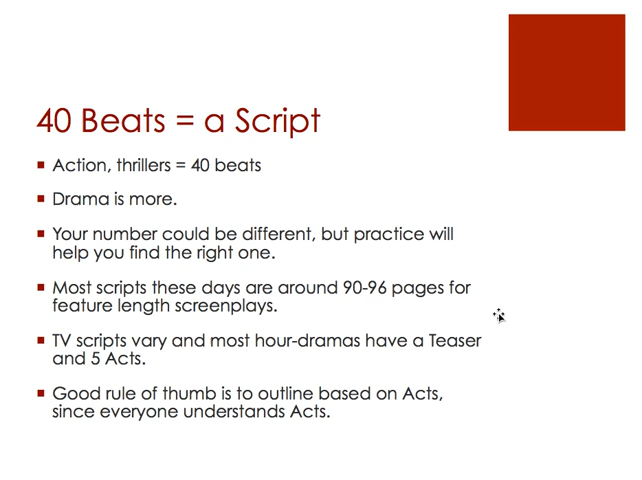 40 Beats = a Script
Action, thrillers = 40 beats
Drama is more.
Your number could be different, but practice will
help you find the right one.
Most scripts these days are around 90-96 pages for
feature length screenplays.
TV scripts vary and most hour-dramas have a Teaser
and 5 Acts.
Good rule of thumb is to outline based on Acts,
since everyone understands Acts.